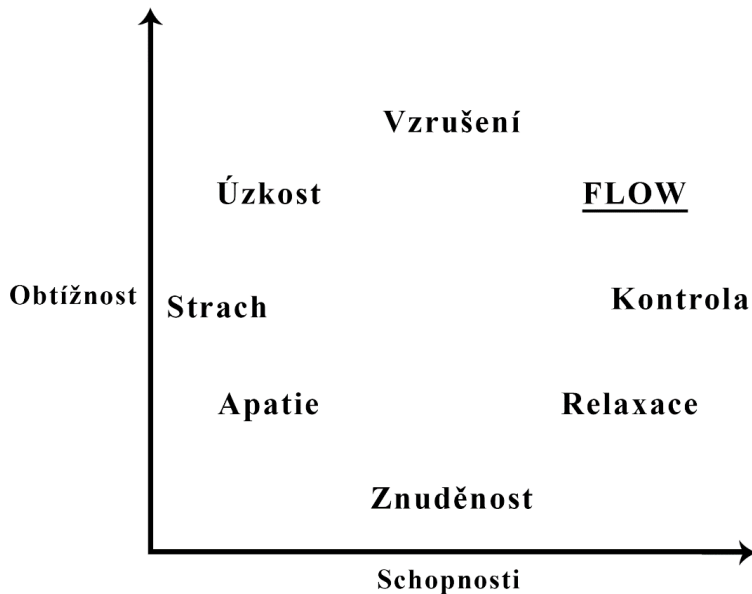 Vzrušení
Úzkost
FLOW
Obtížnost
Strach
Kontrola
Apatie
Relaxace
Znuděnost
Schopnosti